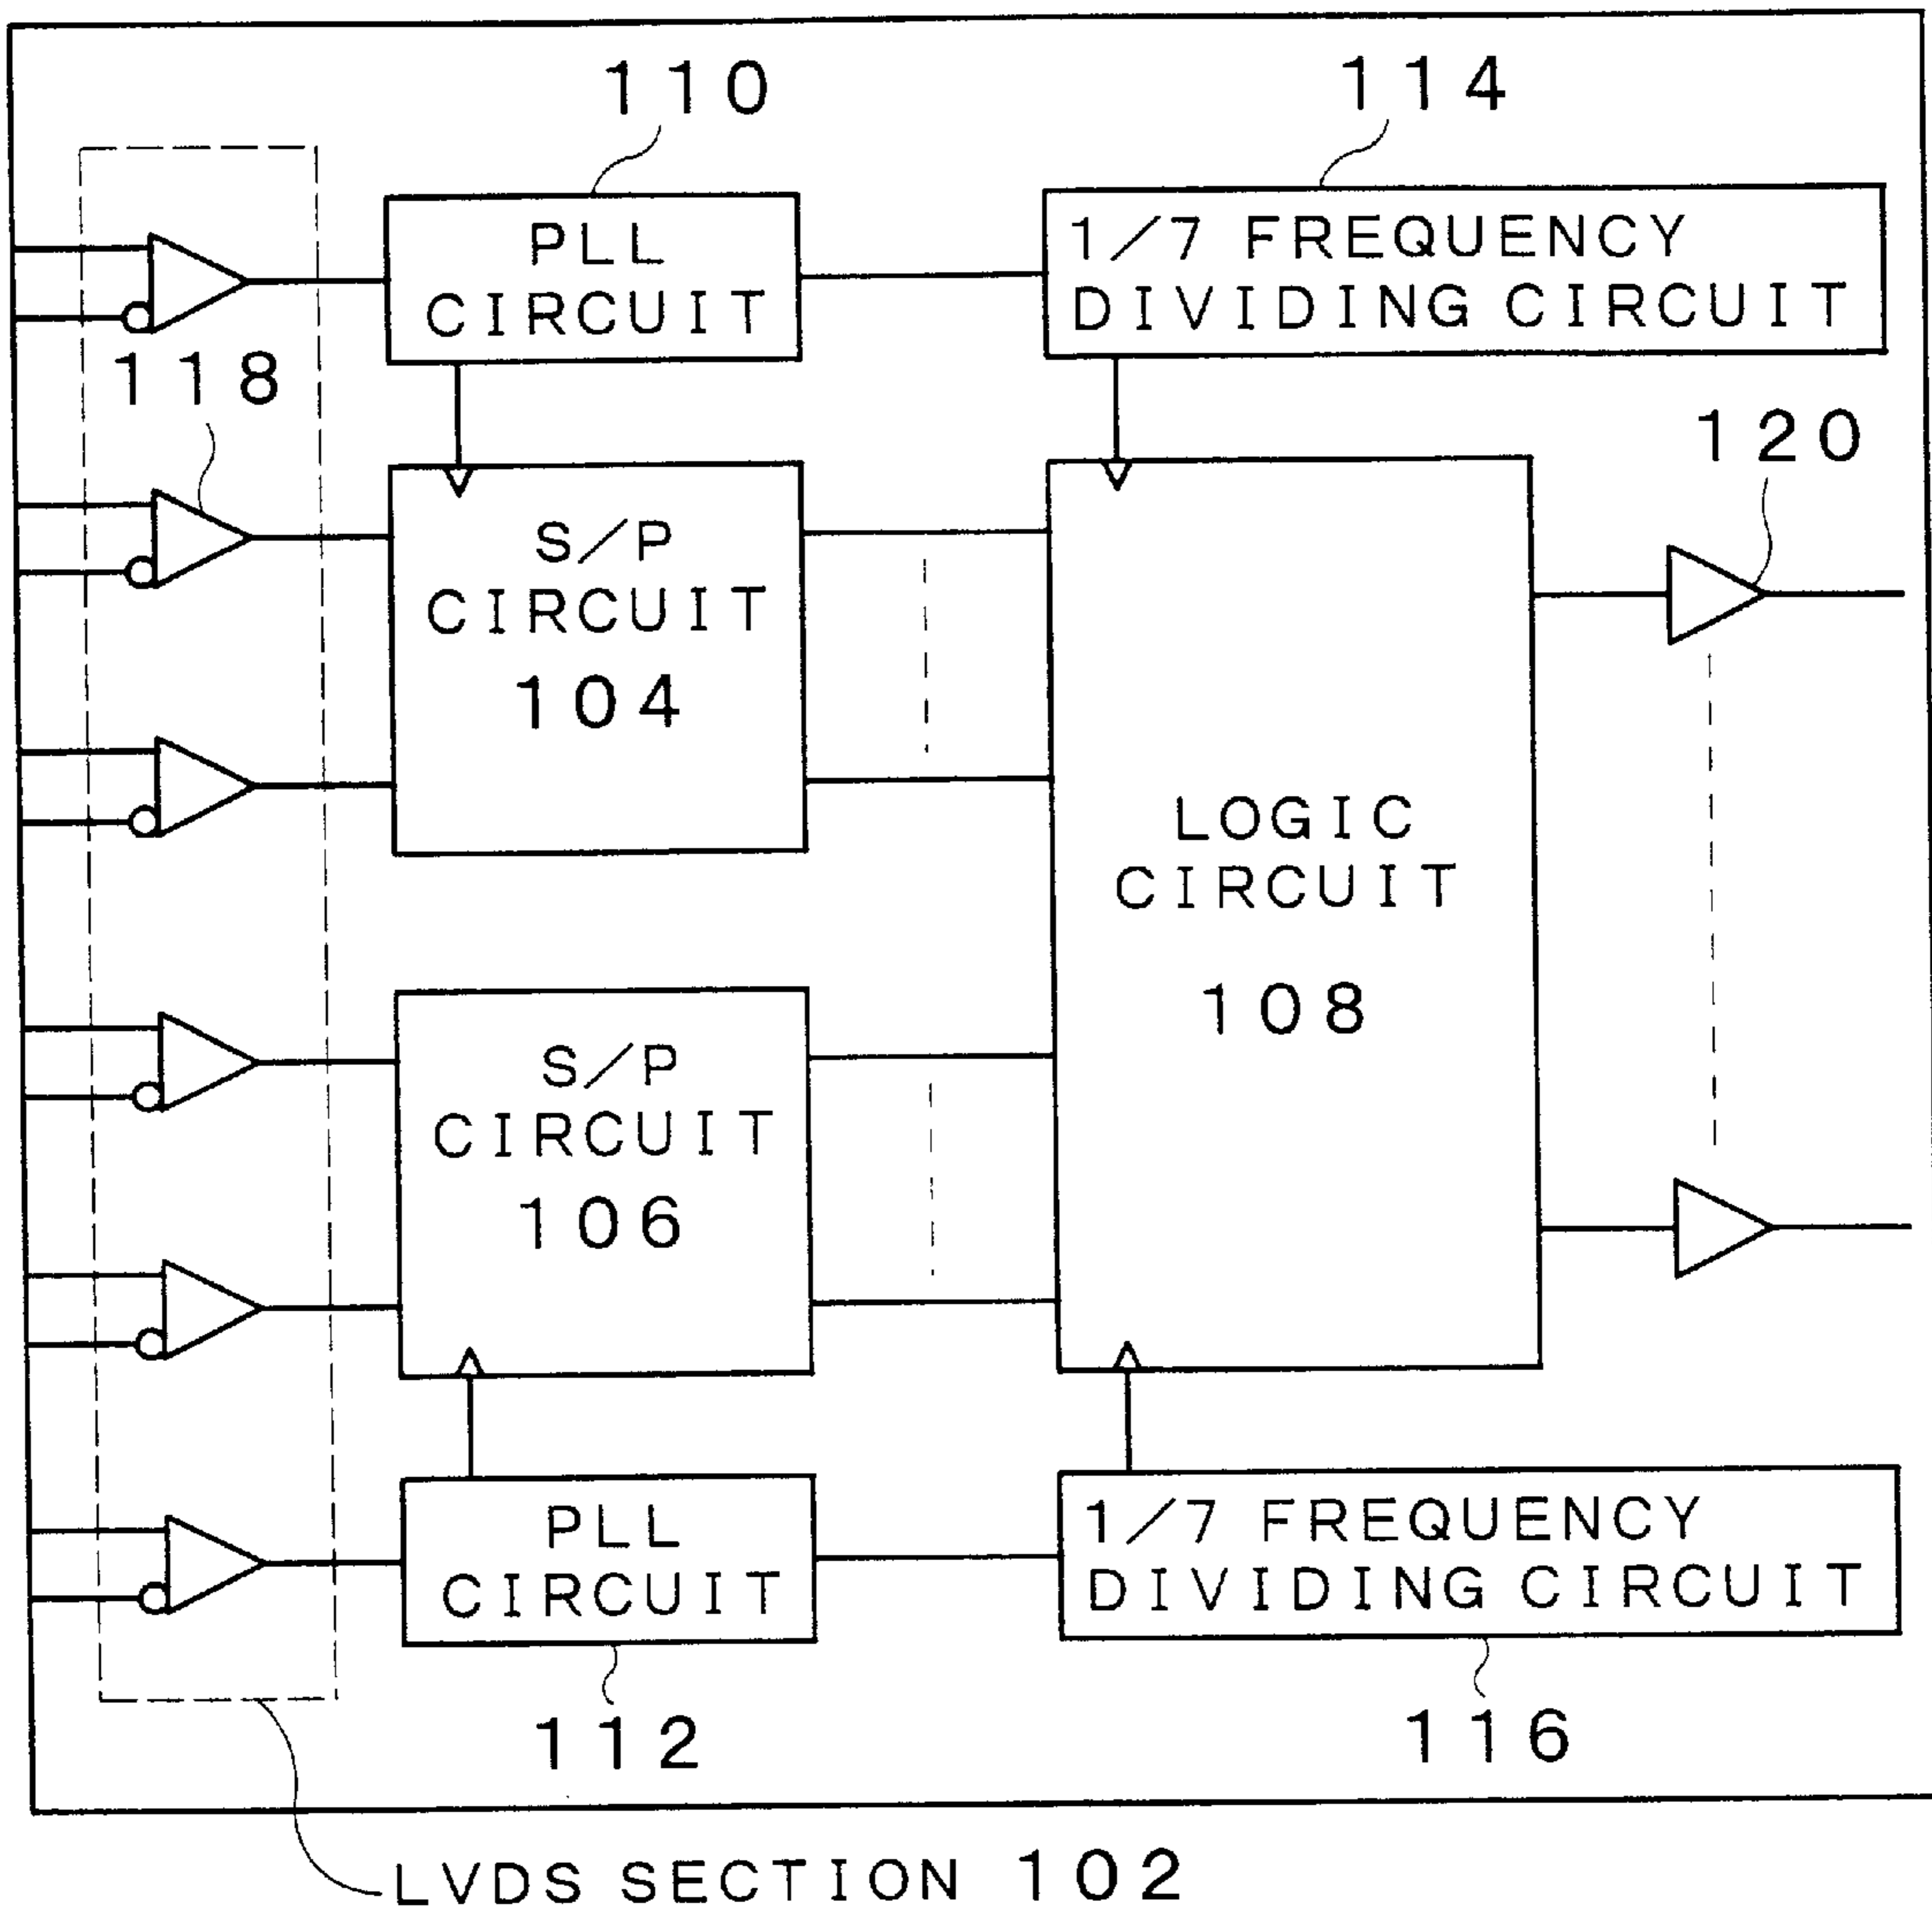 110
114
PLL
CIRCUIT
1/7 FREQUENCY
DIVIDING CIRCUIT
118
120
S/P
CIRCUIT
104
LOGIC
CIRCUIT
108
S/P
CIRCUIT
106
PLL
CIRCUIT
1/7 FREQUENCY
DIVIDING CIRCUIT
112
116
LVDS SECTION 102